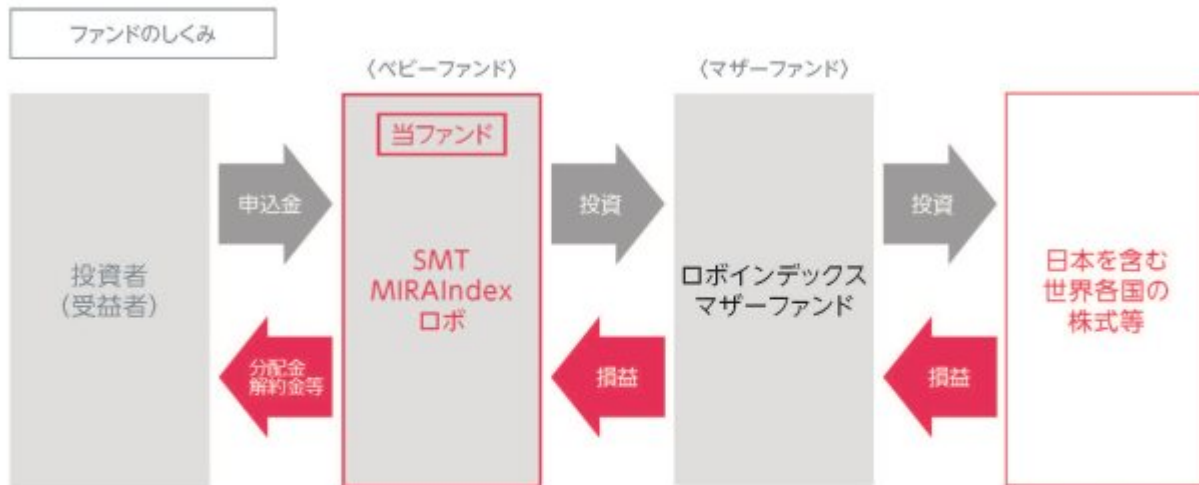 ファンドのしくみ
〈ベビーファンド〉
〈マザーファンド〉
投資者
（受益者）
申込金
分配金
解約金等
当ファンド
SMT
MIRAIndex
ロボ
投資
損益
ロボインデックス
マザーファンド
投資
損益
日本を含む
世界各国の
株式等